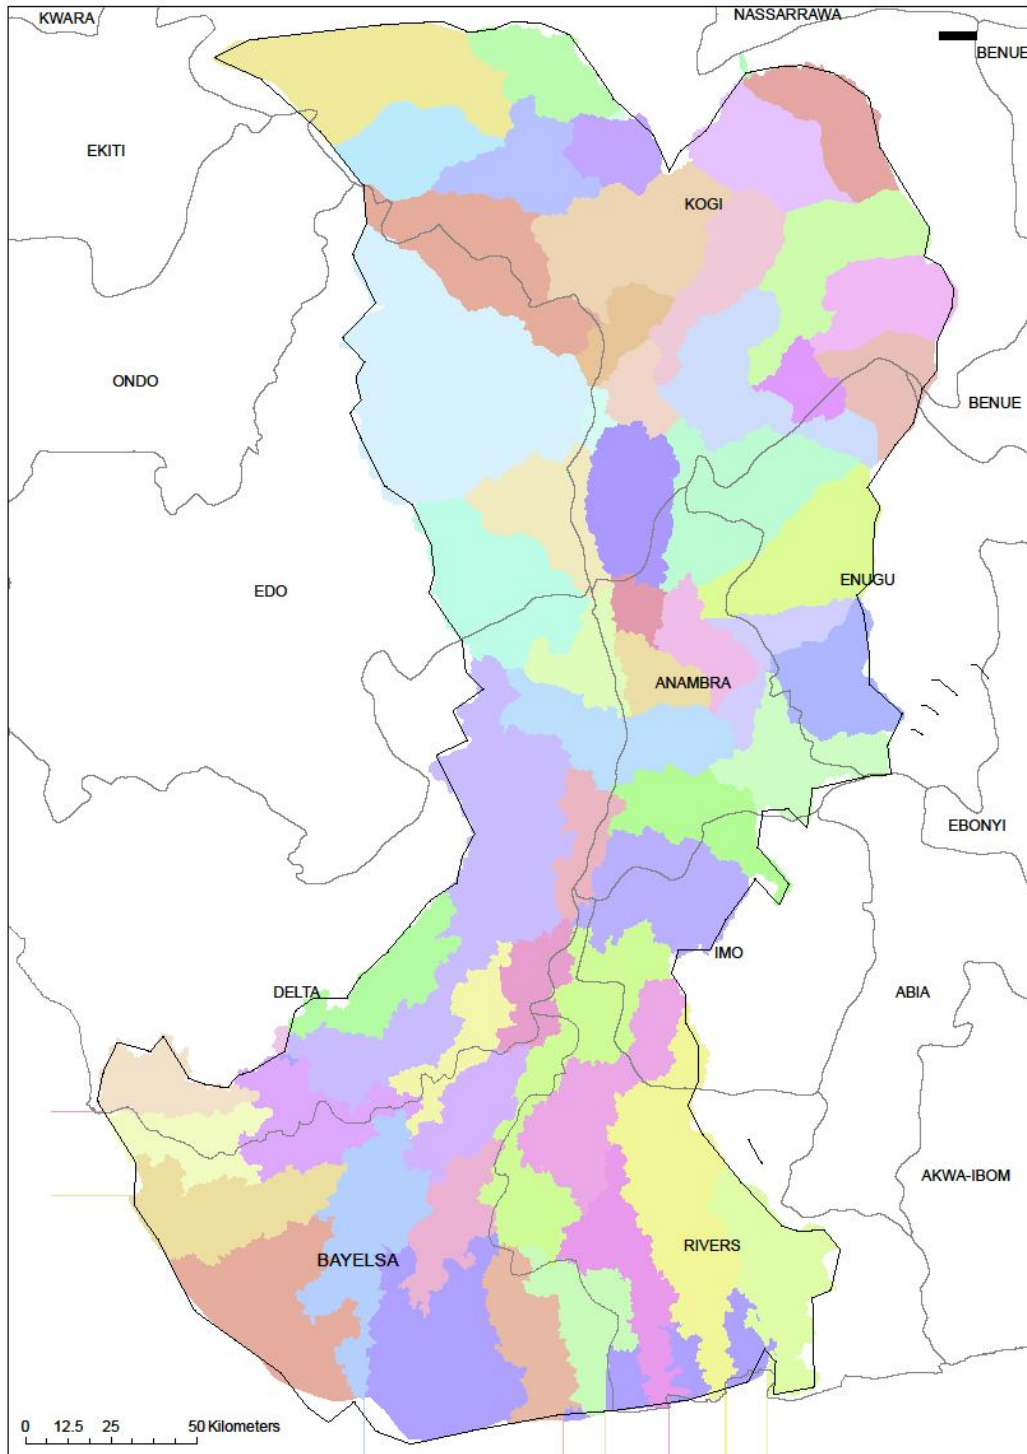 KWARA
NASSARRAWA
BENUE
EKITI
KOGI
ONDO
BENUE
ENUGU
EDO
ANAMBRA
EBONYI
IMO
DELTA
ABIA
AKWA-IBOM
RIVERS
BAYELSA
0 12.5 25 50 Kilometers